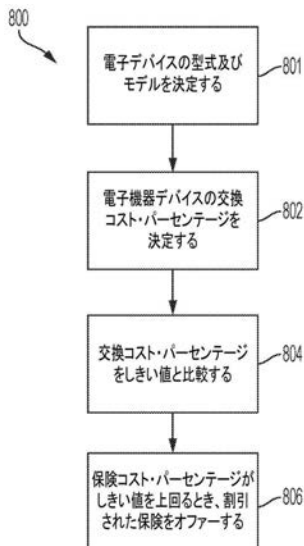 800
電子デバイスの型式及び
モデルを決定する
801
電子機器デバイスの交換
コスト・パーセンテージを
決定する
802
交換コスト・パーセンテージ
をしきい値と比較する
804
保険コスト・パーセンテージが
しきい値を上回るとき、割引
された保険をオファーする
806